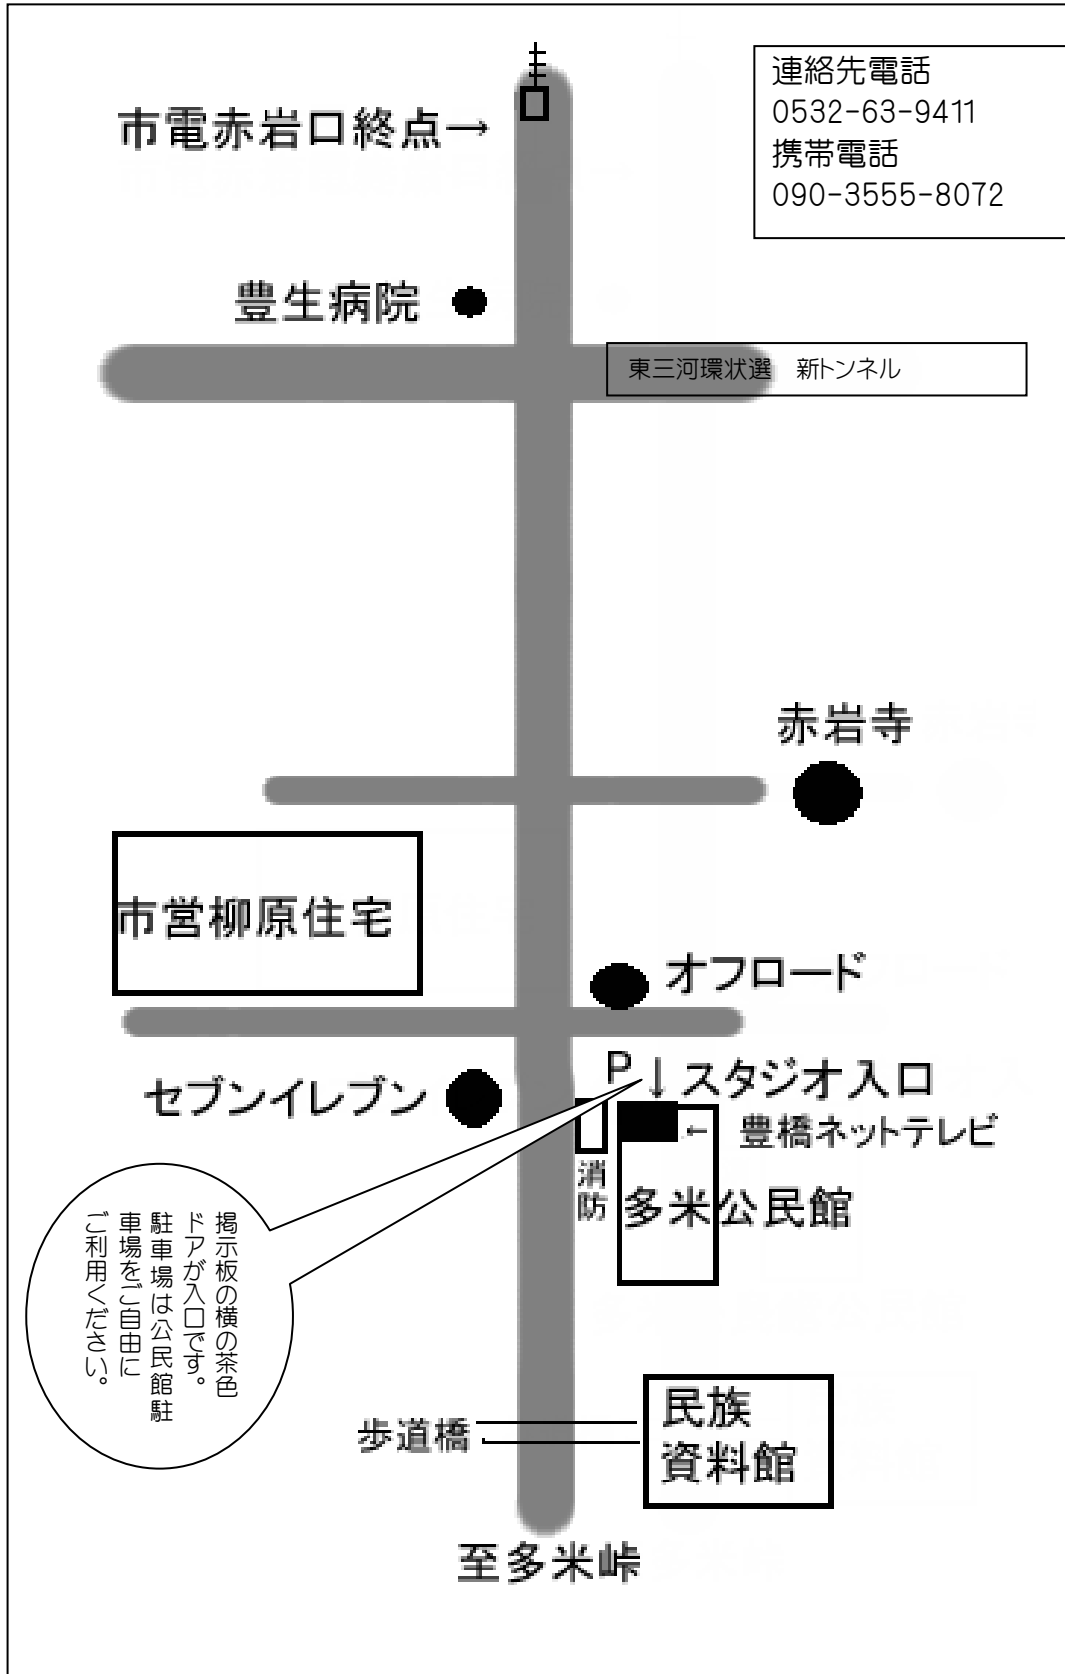 連絡先電話
0532-63-9411
携帯電話
090-3555-8072
市電赤岩口終点→
豊生病院
東三河環状選　新トンネル
赤岩寺
市営柳原住宅
オフロード
P
↓スタジオ入口
セブンイレブン
← 豊橋ネットテレビ
消防
多米公民館
掲示板の横の茶色
ドアが入口です。
駐車場は公民館駐
車場をご自由に
ご利用ください。
民族
資料館
歩道橋
至多米峠